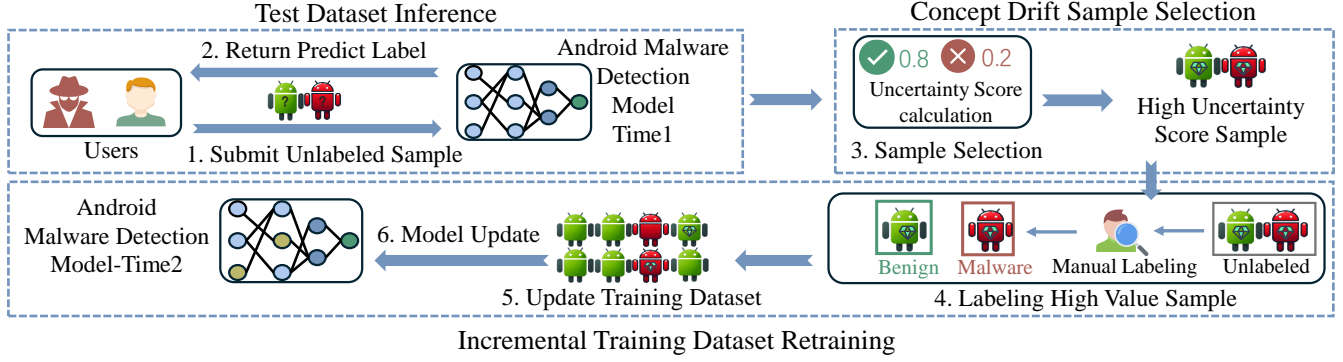 Test Dataset Inference
Concept Drift Sample Selection
2. Return Predict Label
Android Malware
Detection
Model
Time1
? ?
Users
1. Submit Unlabeled Sample
0.8 0.2
Uncertainty Score
calculation
3. Sample Selection
High Uncertainty
Score Sample
Android
Malware Detection
Model-Time2
6. Model Update
5. Update Training Dataset
Benign
Malware
Manual Labeling
Unlabeled
4. Labeling High Value Sample
Incremental Training Dataset Retraining